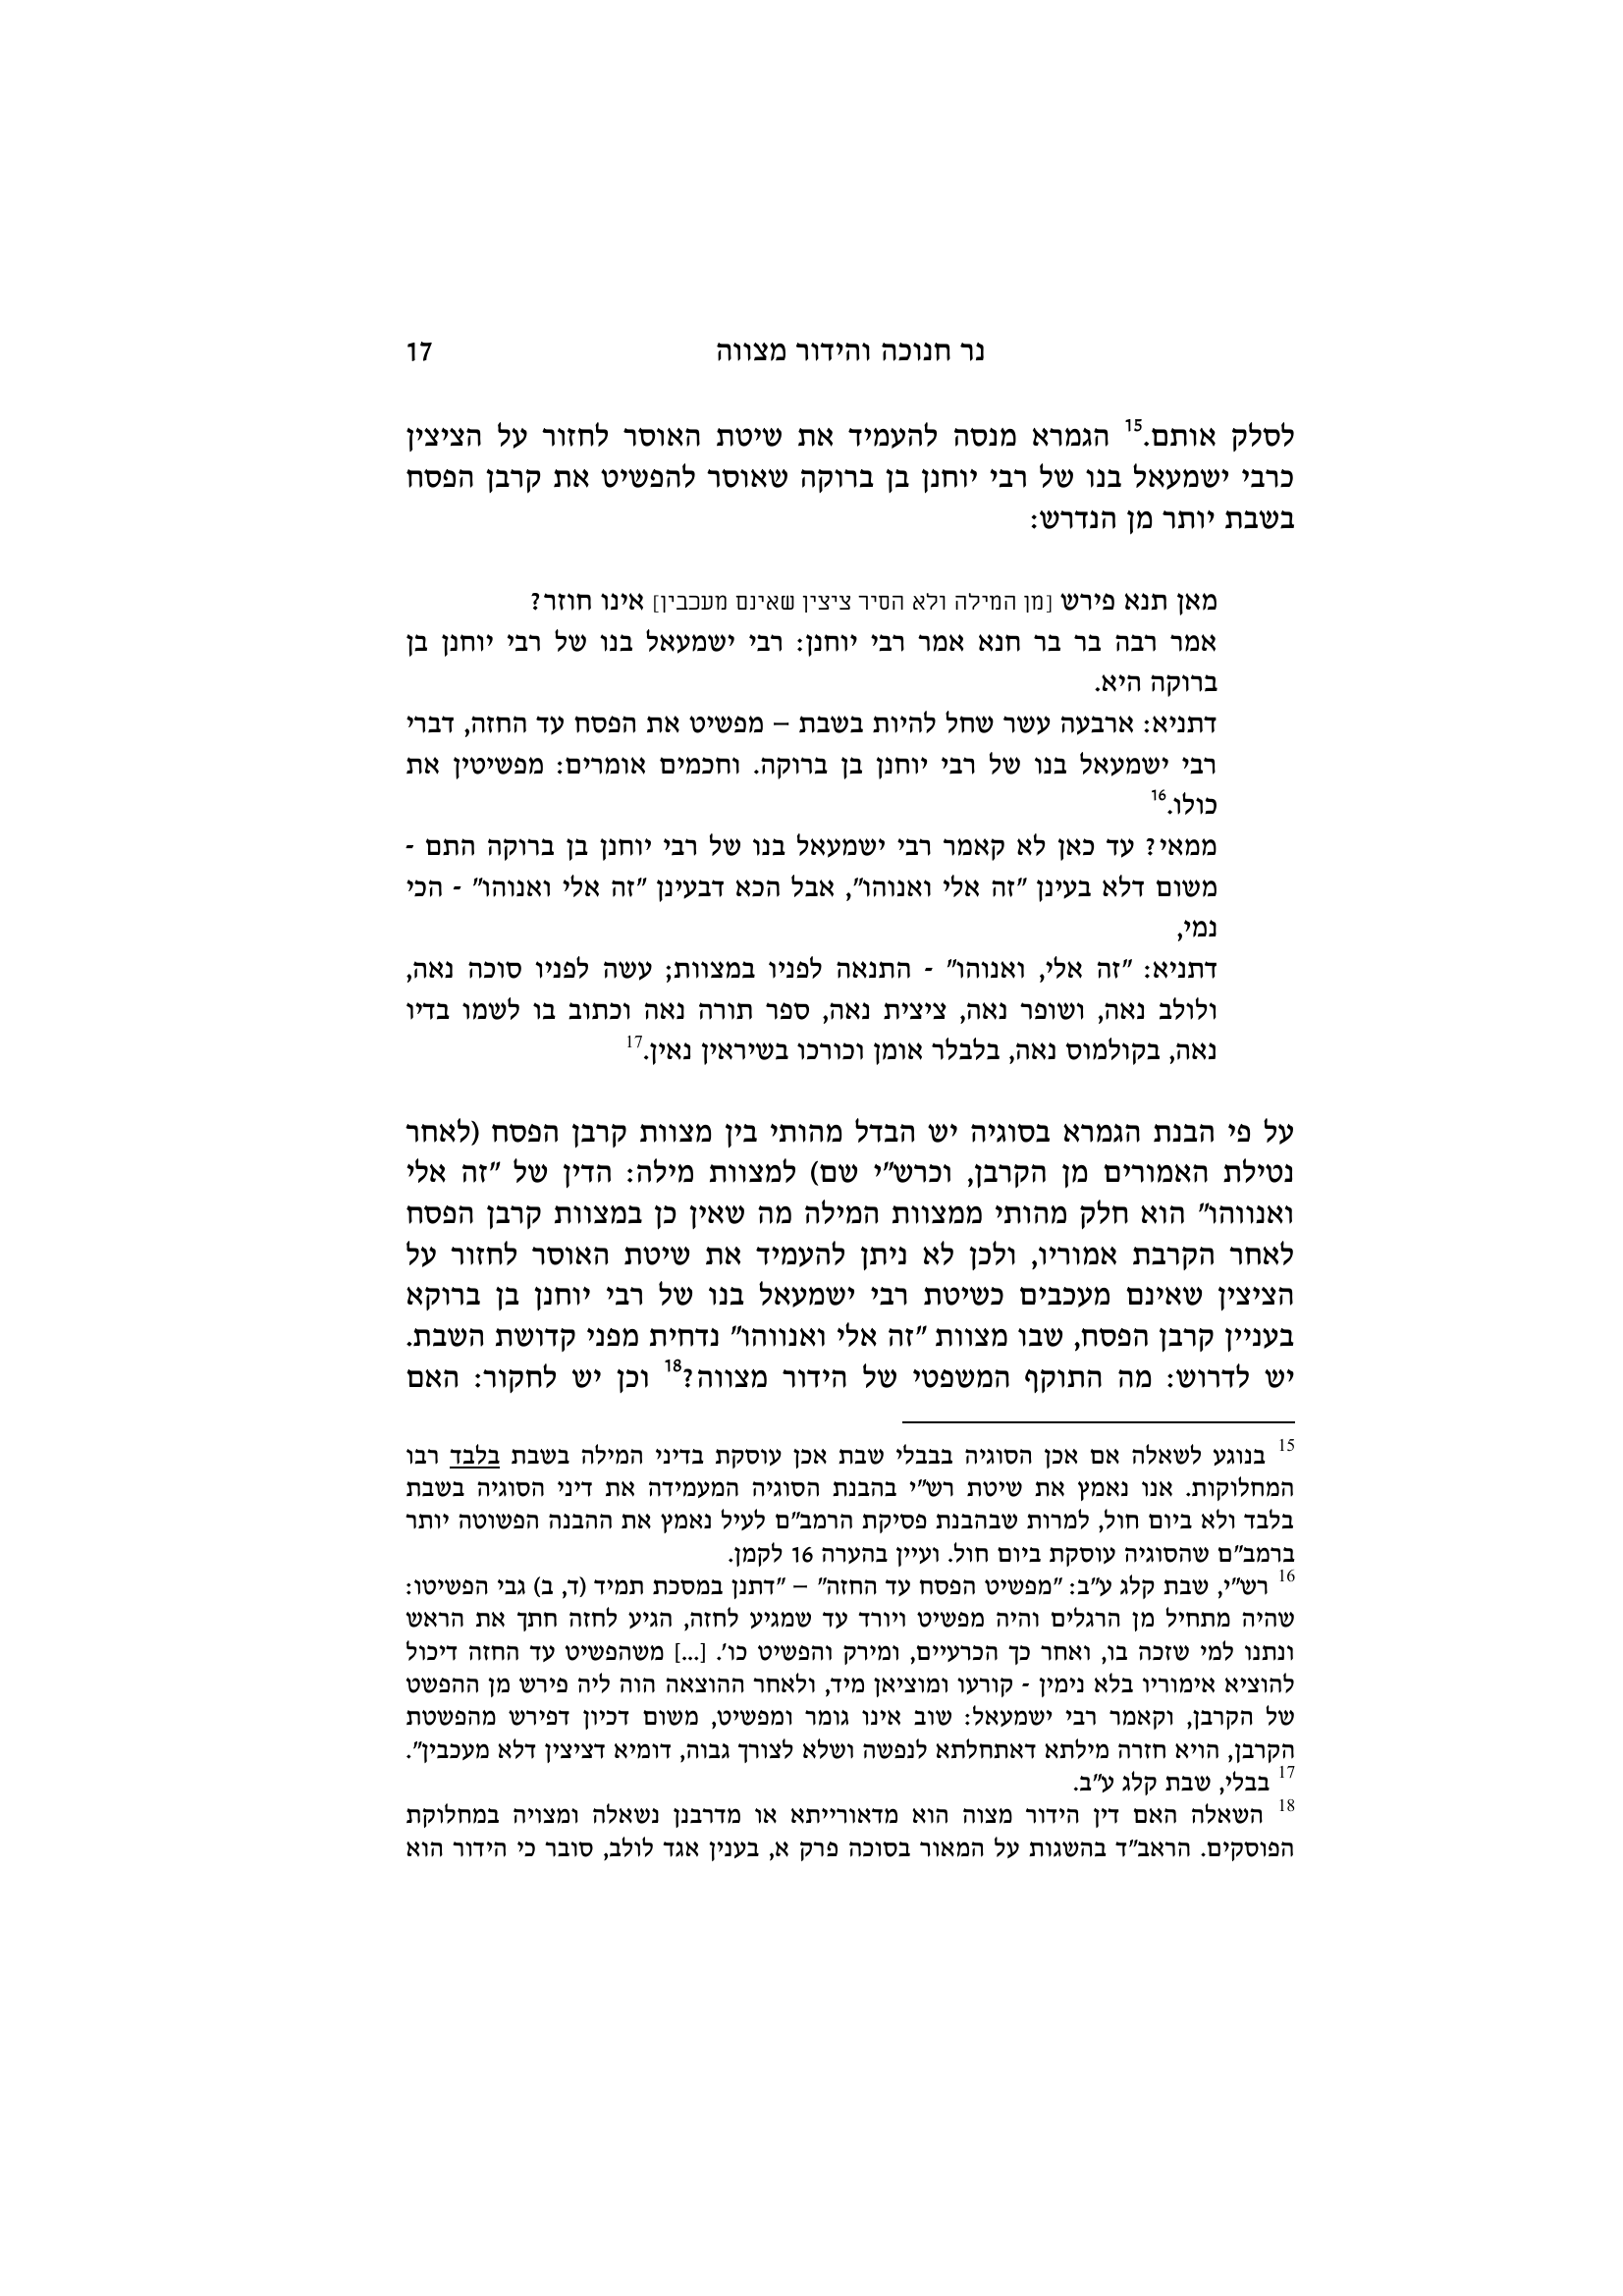 נר חנוכה והידור מצווה 17
לסלק אותם.15 הגמרא מנסה להעמיד את שיטת האוסר לחזור על הציצין
כרבי ישמעאל בנו של רבי יוחנן בן ברוקה שאוסר להפשיט את קרבן הפסח
בשבת יותר מן הנדרש:
מאן תנא פירש [מן המילה ולא הסיר ציצין שאינם מעכבין] אינו חוזר?
אמר רבה בר בר חנא אמר רבי יוחנן: רבי ישמעאל בנו של רבי יוחנן בן
ברוקה היא.
דתניא: ארבעה עשר שחל להיות בשבת – מפשיט את הפסח עד החזה, דברי
רבי ישמעאל בנו של רבי יוחנן בן ברוקה. וחכמים אומרים: מפשיטין את
כולו.16
ממאי? עד כאן לא קאמר רבי ישמעאל בנו של רבי יוחנן בן ברוקה התם -
משום דלא בעינן "זה אלי ואנוהו", אבל הכא דבעינן "זה אלי ואנוהו" - הכי
נמי,
דתניא: "זה אלי, ואנוהו" - התנאה לפניו במצוות; עשה לפניו סוכה נאה,
ולולב נאה, ושופר נאה, ציצית נאה, ספר תורה נאה וכתוב בו לשמו בדיו
נאה, בקולמוס נאה, בלבלר אומן וכורכו בשיראין נאין.17
על פי הבנת הגמרא בסוגיה יש הבדל מהותי בין מצוות קרבן הפסח (לאחר
נטילת האמורים מן הקרבן, וכרש"י שם) למצוות מילה: הדין של "זה אלי
ואנווהו" הוא חלק מהותי ממצוות המילה מה שאין כן במצוות קרבן הפסח
לאחר הקרבת אמוריו, ולכן לא ניתן להעמיד את שיטת האוסר לחזור על
הציצין שאינם מעכבים כשיטת רבי ישמעאל בנו של רבי יוחנן בן ברוקא
בעניין קרבן הפסח, שבו מצוות "זה אלי ואנווהו" נדחית מפני קדושת השבת.
יש לדרוש: מה התוקף המשפטי של הידור מצווה?18 וכן יש לחקור: האם
15 בנוגע לשאלה אם אכן הסוגיה בבבלי שבת אכן עוסקת בדיני המילה בשבת בלבד רבו
המחלוקות. אנו נאמץ את שיטת רש"י בהבנת הסוגיה המעמידה את דיני הסוגיה בשבת
בלבד ולא ביום חול, למרות שבהבנת פסיקת הרמב"ם לעיל נאמץ את ההבנה הפשוטה יותר
ברמב"ם שהסוגיה עוסקת ביום חול. ועיין בהערה 16 לקמן.
16 רש"י, שבת קלג ע"ב: "מפשיט הפסח עד החזה" – "דתנן במסכת תמיד (ד, ב) גבי הפשיטו:
שהיה מתחיל מן הרגלים והיה מפשיט ויורד עד שמגיע לחזה, הגיע לחזה חתך את הראש
ונתנו למי שזכה בו, ואחר כך הכרעיים, ומירק והפשיט כו'. [...] משהפשיט עד החזה דיכול
להוציא אימוריו בלא נימין - קורעו ומוציאן מיד, ולאחר ההוצאה הוה ליה פירש מן ההפשט
של הקרבן, וקאמר רבי ישמעאל: שוב אינו גומר ומפשיט, משום דכיון דפירש מהפשטת
הקרבן, הויא חזרה מילתא דאתחלתא לנפשה ושלא לצורך גבוה, דומיא דציצין דלא מעכבין".
17 בבלי, שבת קלג ע"ב.
18 השאלה האם דין הידור מצוה הוא מדאורייתא או מדרבנן נשאלה ומצויה במחלוקת
הפוסקים. הראב"ד בהשגות על המאור בסוכה פרק א, בענין אגד לולב, סובר כי הידור הוא